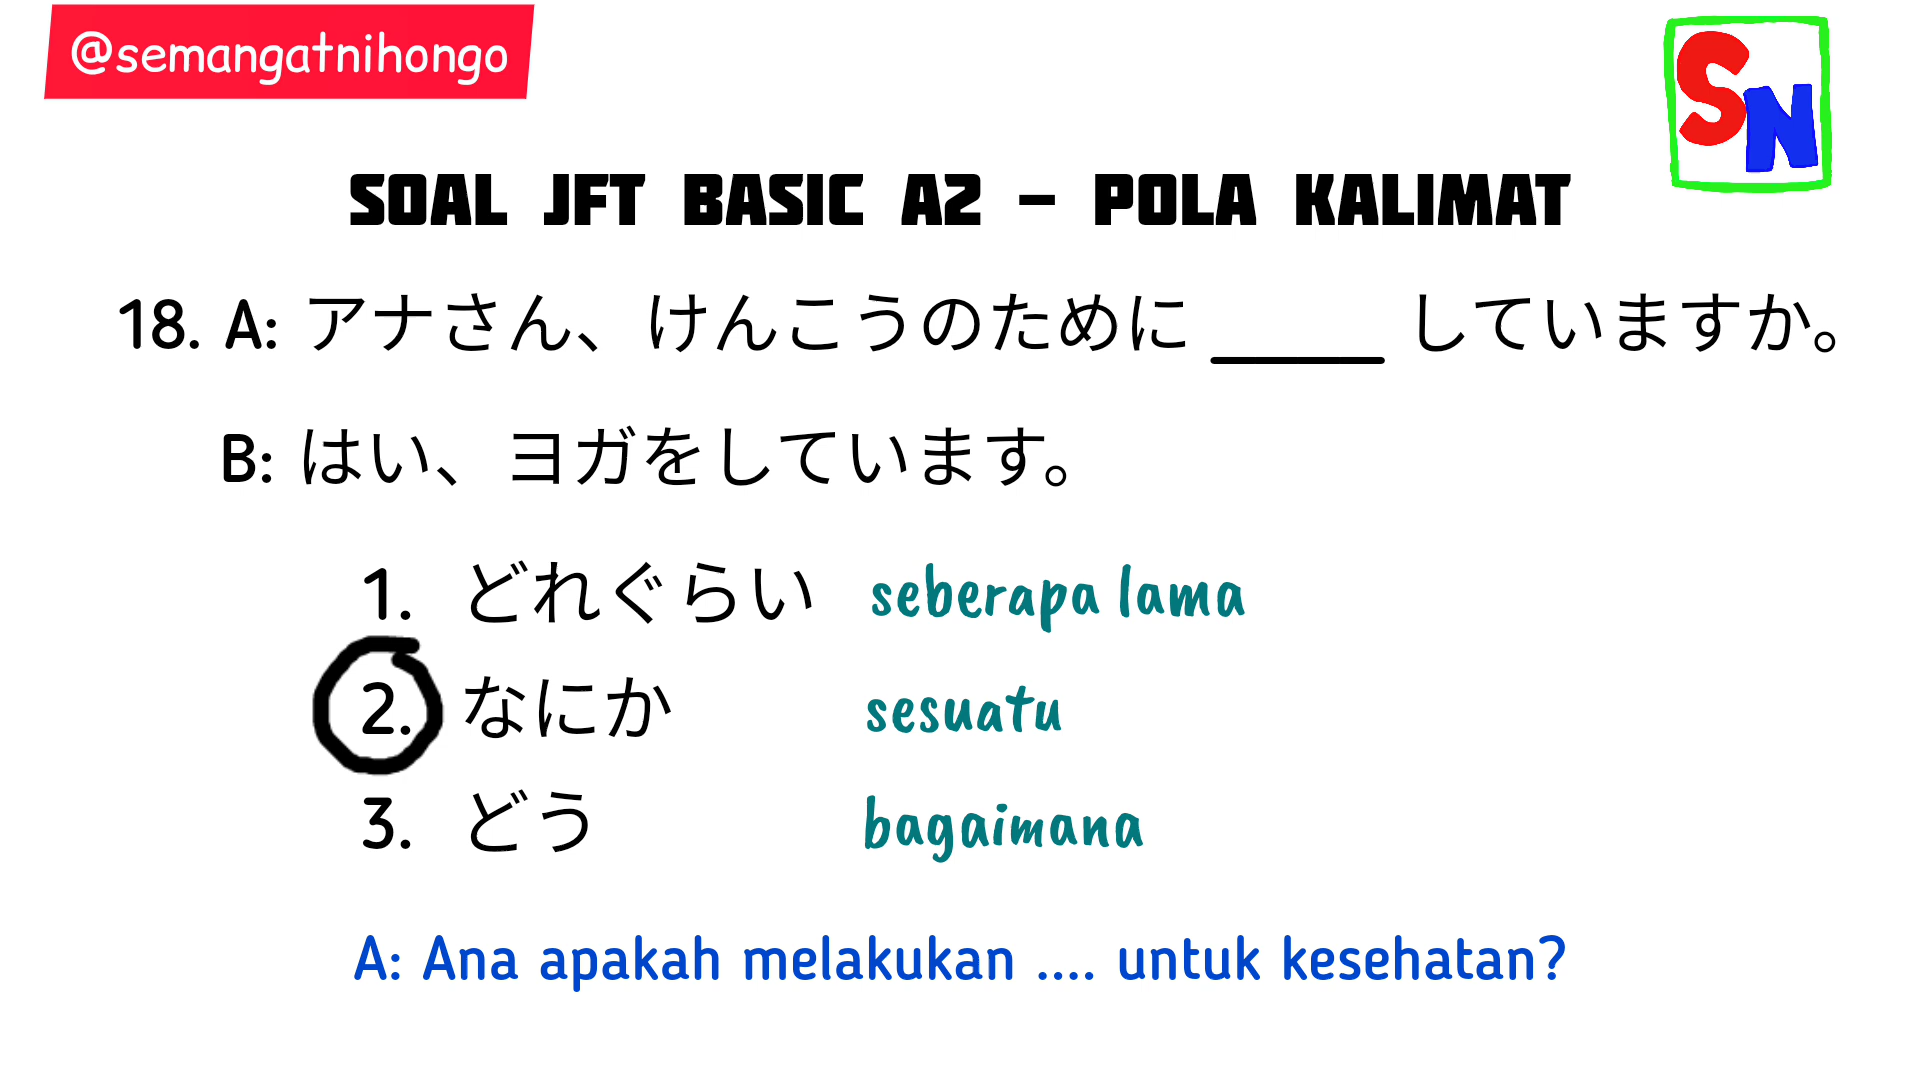 @semangatnihongo
SN
SOAL JFT BASIC A2 - POLA KALIMAT
18. A: アナさん、けんこうのために _____ していますか。
B: はい、ヨガをしています。
1. どれぐらい seberapa lama
2. なにか sesuatu
3. どう bagaimana
A: Ana apakah melakukan .... untuk kesehatan?